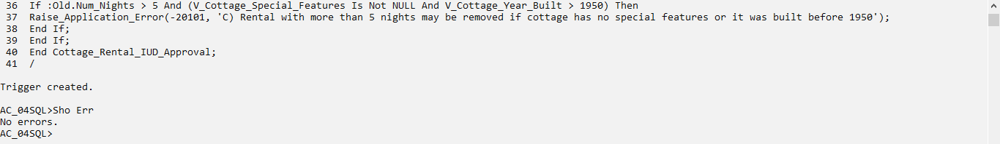 36 If :Old.Num_Nights > 5 And (V_Cottage_Special_Features Is Not NULL And V_Cottage_Year_Built > 1950) Then
37 Raise_Application_Error(-20101, 'C) Rental with more than 5 nights may be removed if cottage has no special features or it was built before 1950');
38 End If;
39 End If;
40 End Cottage_Rental_IUD_Approval;
41 /
Trigger created.
AC_04SQL>Sho Err
No errors.
AC_04SQL>